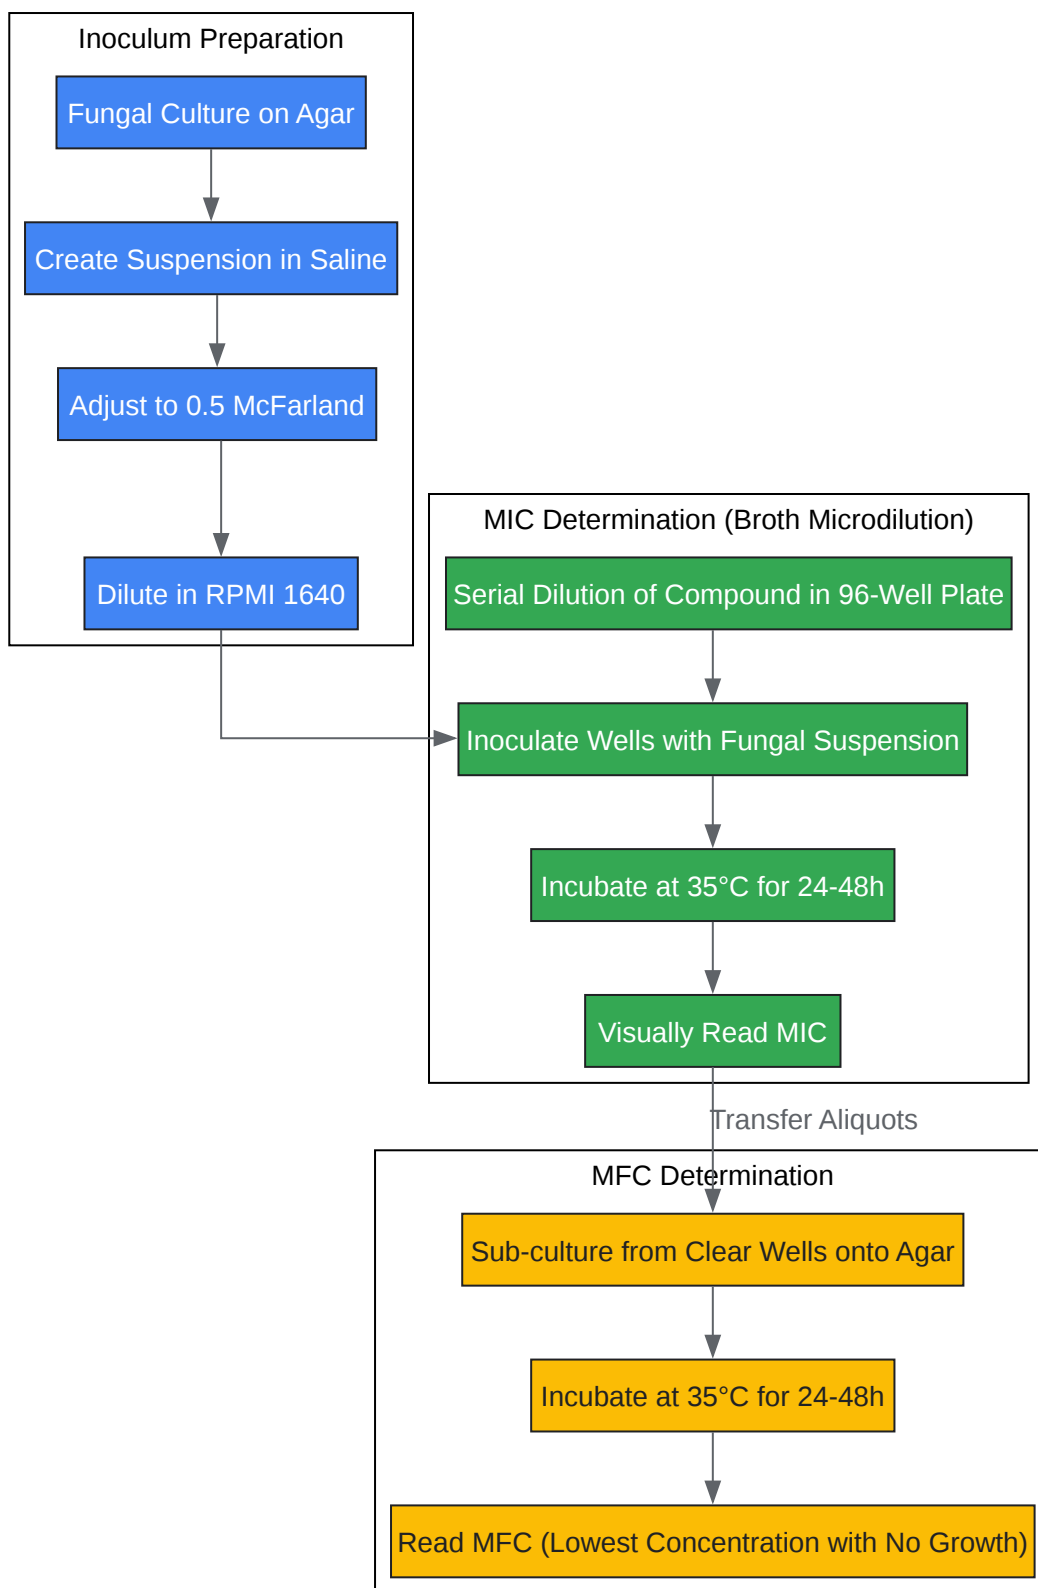 Inoculum Preparation
Fungal Culture on Agar
Create Suspension in Saline
Adjust to 0.5 McFarland
Dilute in RPMI 1640
MIC Determination (Broth Microdilution)
Serial Dilution of Compound in 96-Well Plate
Inoculate Wells with Fungal Suspension
Incubate at 35°C for 24-48h
Visually Read MIC
Transfer Aliquots
MFC Determination
Sub-culture from Clear Wells onto Agar
Incubate at 35°C for 24-48h
Read MFC (Lowest Concentration with No Growth)